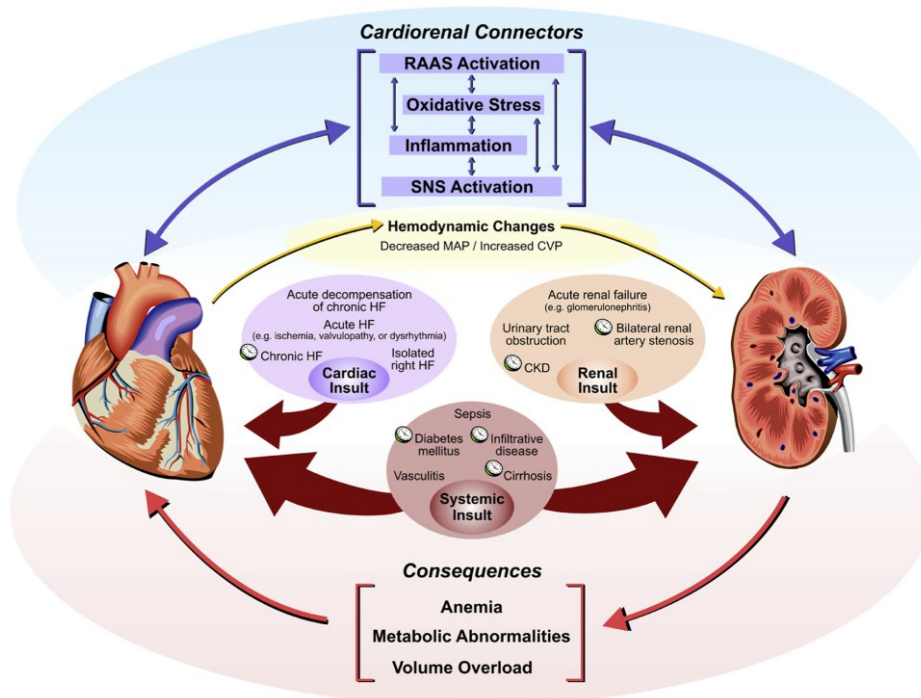 Cardiorenal Connectors
RAAS Activation
Oxidative Stress
Inflammation
SNS Activation
Hemodynamic Changes
Decreased MAP / Increased CVP
Acute decompensation
of chronic HF
Acute HF
(e.g. ischemia, valvulopathy, or dysrhythmia)
Chronic HF
Isolated
right HF
Cardiac
Insult
Acute renal failure
(e.g. glomerulonephritis)
Urinary tract
obstruction
Bilateral renal
artery stenosis
CKD
Renal
Insult
Sepsis
Diabetes
mellitus
Infiltrative
disease
Vasculitis
Cirrhosis
Systemic
Insult
Consequences
Anemia
Metabolic Abnormalities
Volume Overload